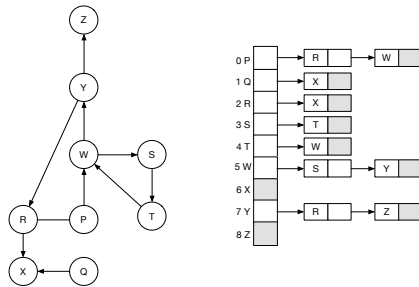 Z
Y
W
S
R
P
T
X
Q
0 P R W
1 Q X
2 R X
3 S T
4 T W
5 W S Y
6 X
7 Y R Z
8 Z